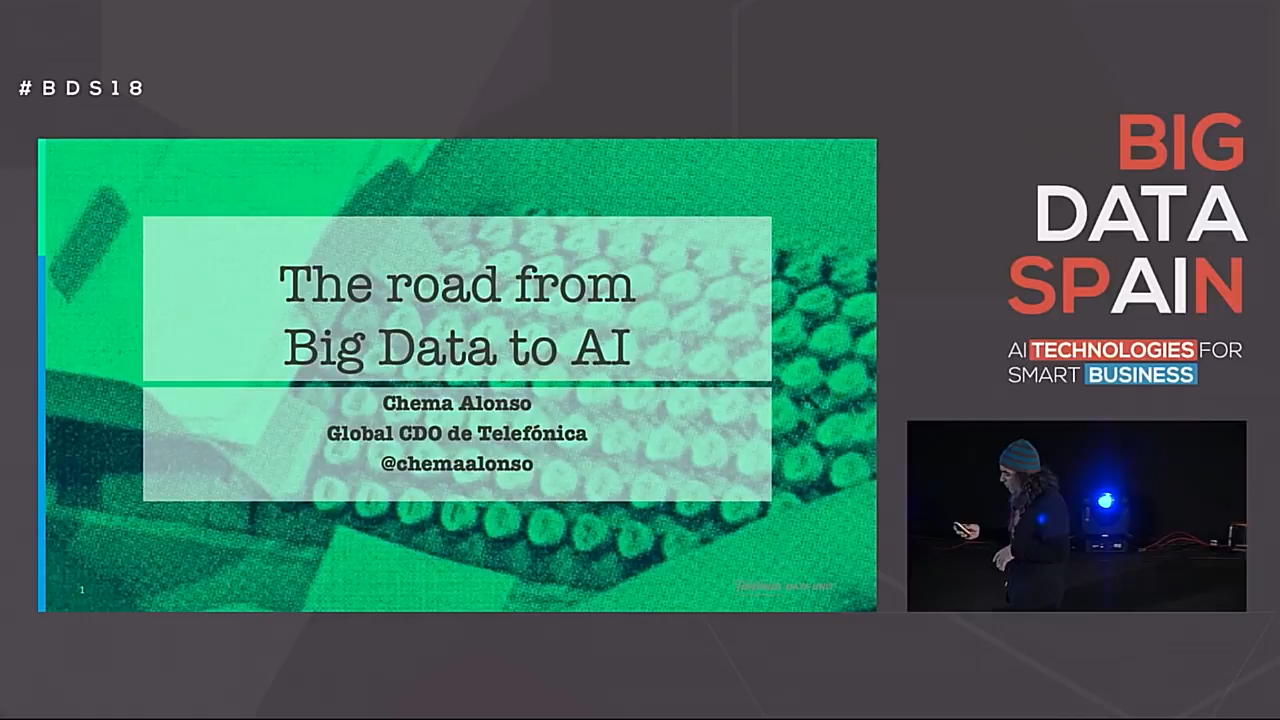 #BDS18
The road from
Big Data to AI
Chema Alonso
Global CDO de Telefónica
@chemaalonso
1
BIG
DATA
SPAIN
AI TECHNOLOGIES FOR
SMART BUSINESS